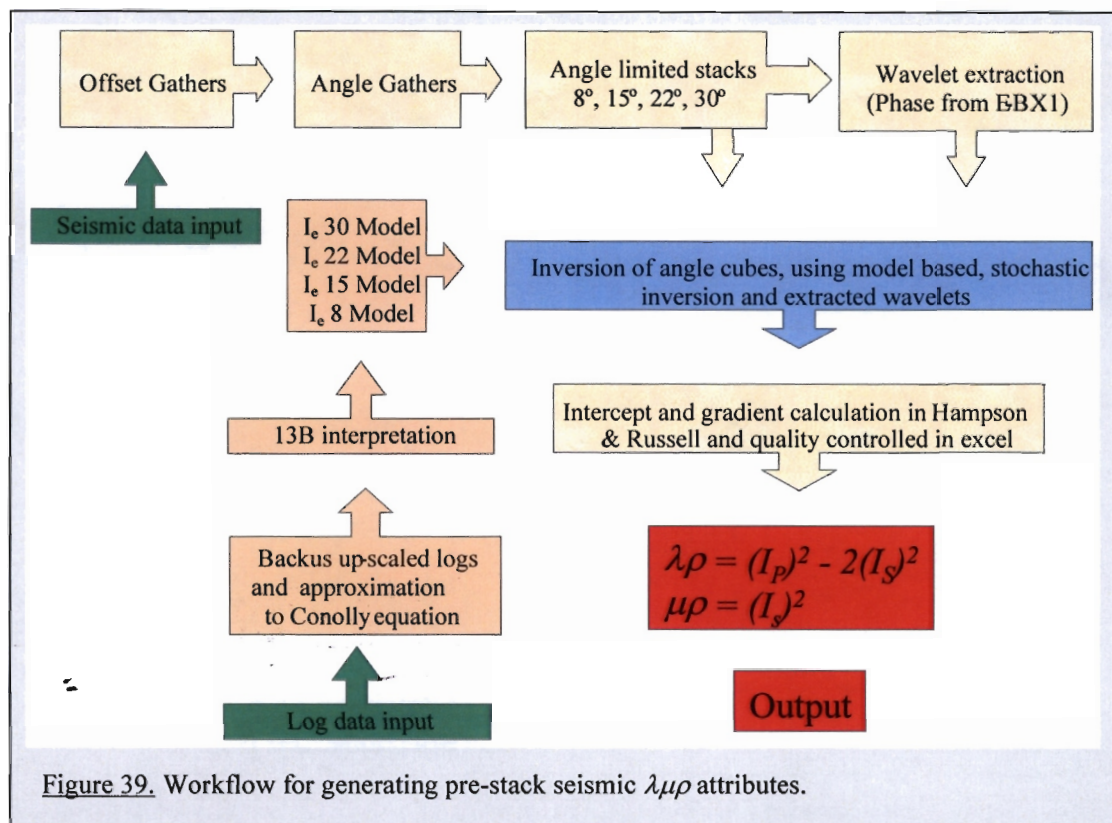 Offset Gathers
Angle Gathers
Angle limited stacks
8º, 15º, 22º, 30º
Wavelet extraction
(Phase from EBX1)
Seismic data input
Iₑ 30 Model
Iₑ 22 Model
Iₑ 15 Model
Iₑ 8 Model
Inversion of angle cubes, using model based, stochastic
inversion and extracted wavelets
13B interpretation
Intercept and gradient calculation in Hampson
& Russell and quality controlled in excel
Backus up-scaled logs
and approximation
to Conolly equation
λρ = (I_P)² - 2(I_S)²
μρ = (I_s)²
Log data input
Output
Figure 39. Workflow for generating pre-stack seismic λμρ attributes.